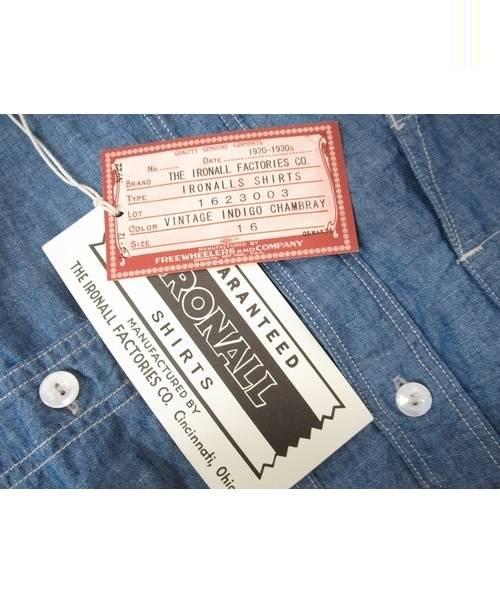 QUALITY GENUINE GARMENTS
No. DATE 1920-1930s
BRAND THE IRONALL FACTORIES CO.
TYPE IRONALLS SHIRTS
LOT 1623003
COLOR VINTAGE INDIGO CHAMBRAY
SIZE 16
MANUFACTURED BY
FREEWHEELERS AND COMPANY
GUARANTEED
IRONALL
SHIRTS
MANUFACTURED BY
THE IRONALL FACTORIES CO. Cincinnati, Ohio